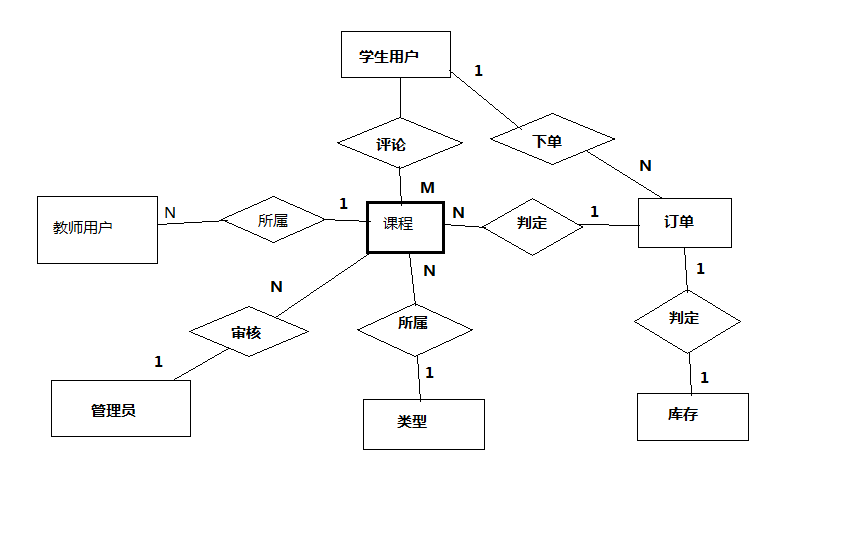 学生用户
1
评论
下单
M
N
教师用户
N
所属
1
课程
N
判定
1
订单
N
N
1
审核
所属
判定
1
1
1
管理员
类型
库存